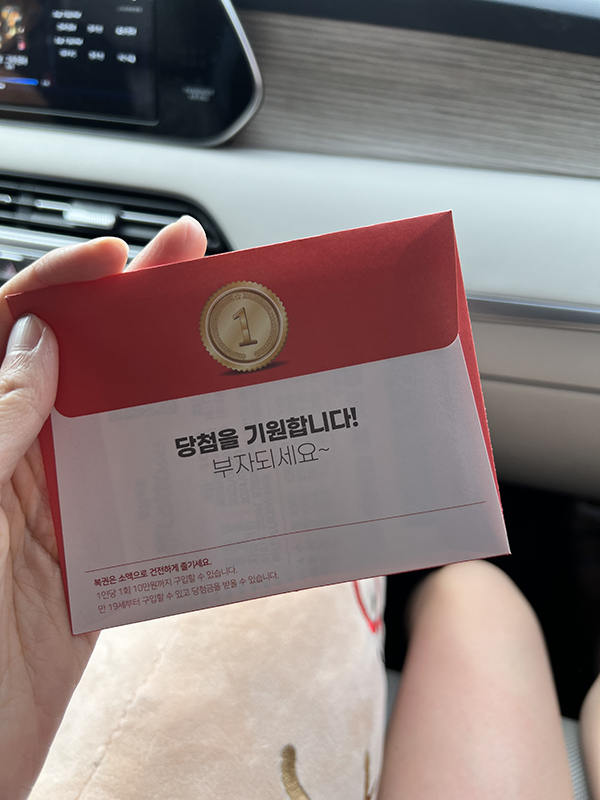 1
당첨을 기원합니다!
부자되세요~
복권은 소액으로 건전하게 즐기세요.
1인당 1회 10만원까지 구입할 수 있습니다.
만 19세부터 구입할 수 있고 당첨금을 받을 수 있습니다.